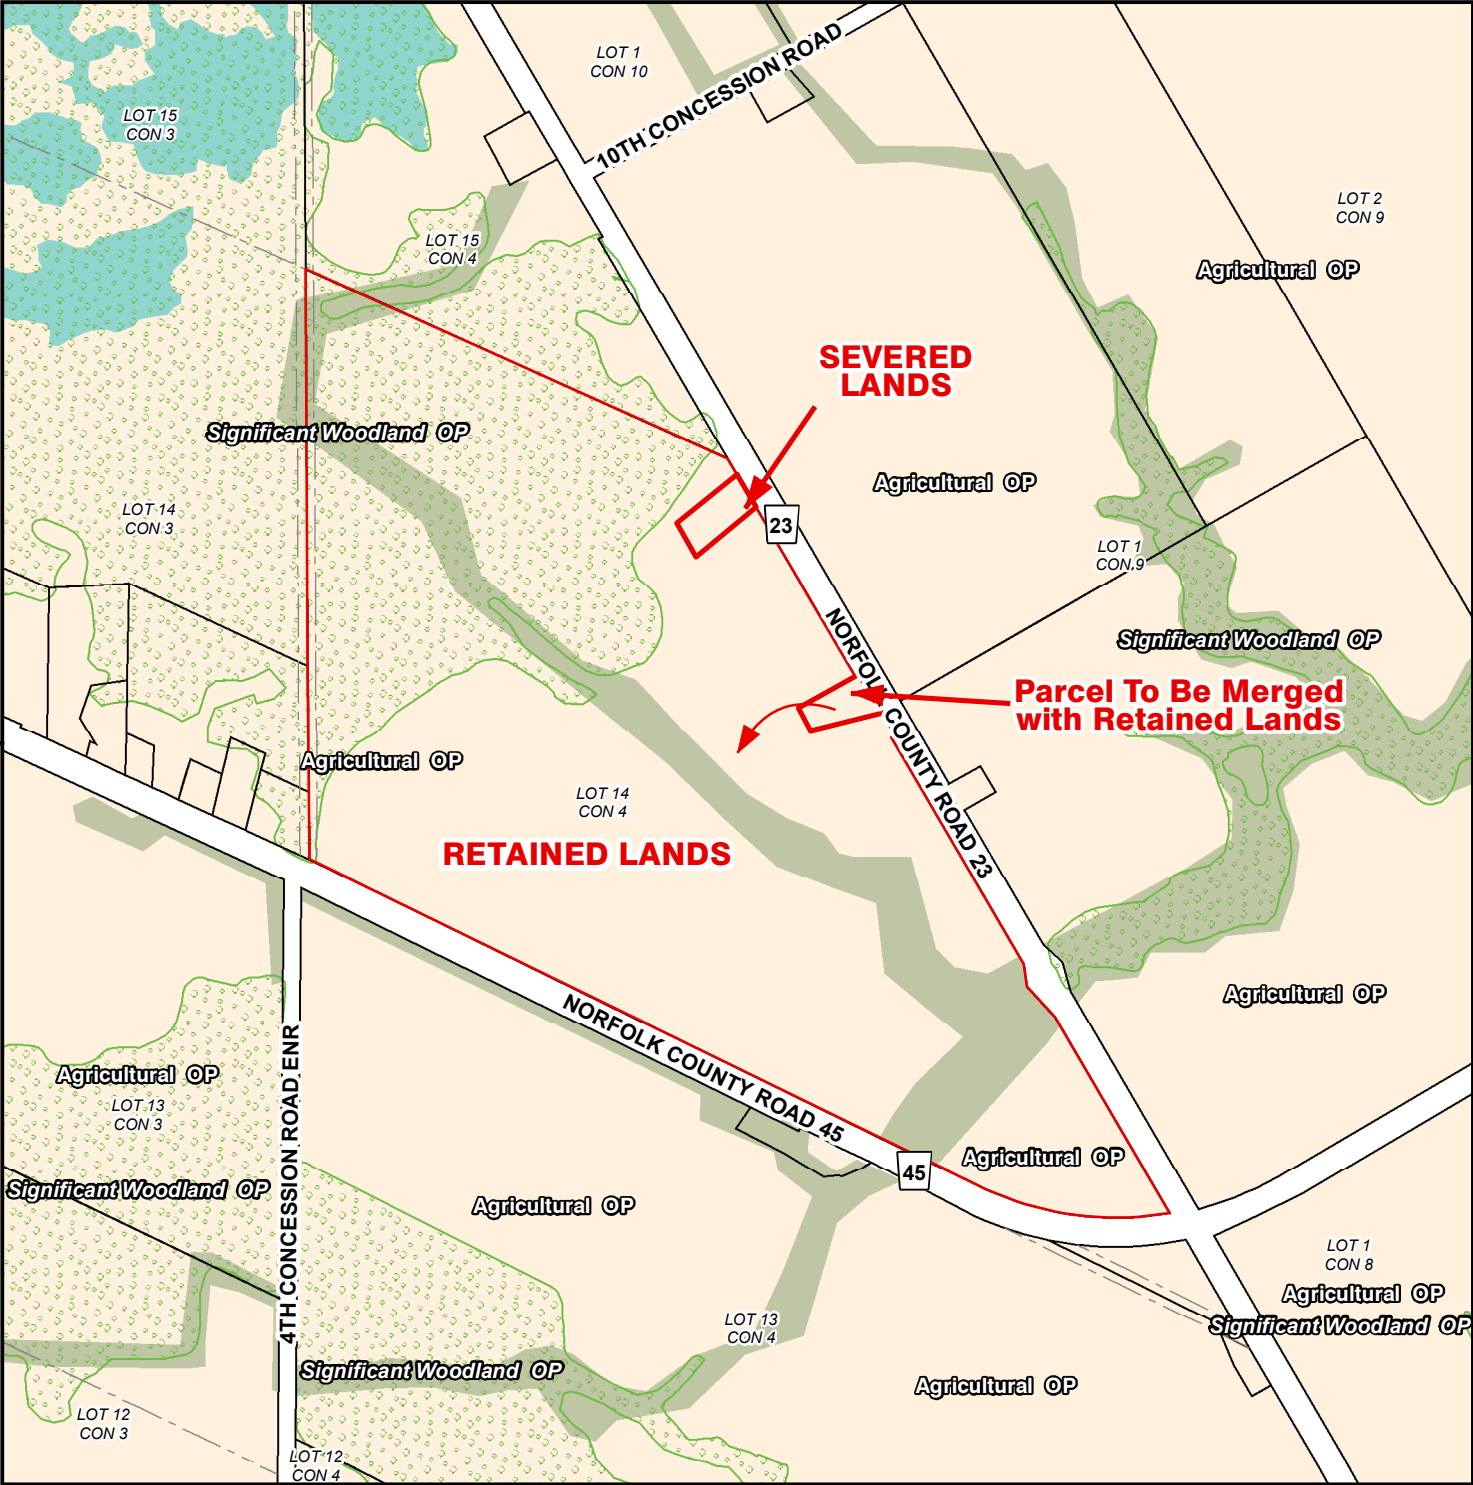 LOT 1
CON 10
10TH CONCESSION ROAD
LOT 15
CON 3
LOT 2
CON 9
LOT 15
CON 4
Agricultural OP
SEVERED
LANDS
Significant Woodland OP
Agricultural OP
LOT 14
CON 3
23
LOT 1
CON 9
NORFOLK COUNTY ROAD 23
Significant Woodland OP
Parcel To Be Merged
with Retained Lands
Agricultural OP
LOT 14
CON 4
RETAINED LANDS
Agricultural OP
NORFOLK COUNTY ROAD 45
4TH CONCESSION ROAD ENR
Agricultural OP
LOT 13
CON 3
Agricultural OP
45
Significant Woodland OP
Agricultural OP
LOT 1
CON 8
Agricultural OP
Significant Woodland OP
LOT 13
CON 4
Significant Woodland OP
Agricultural OP
LOT 12
CON 3
LOT 12
CON 4